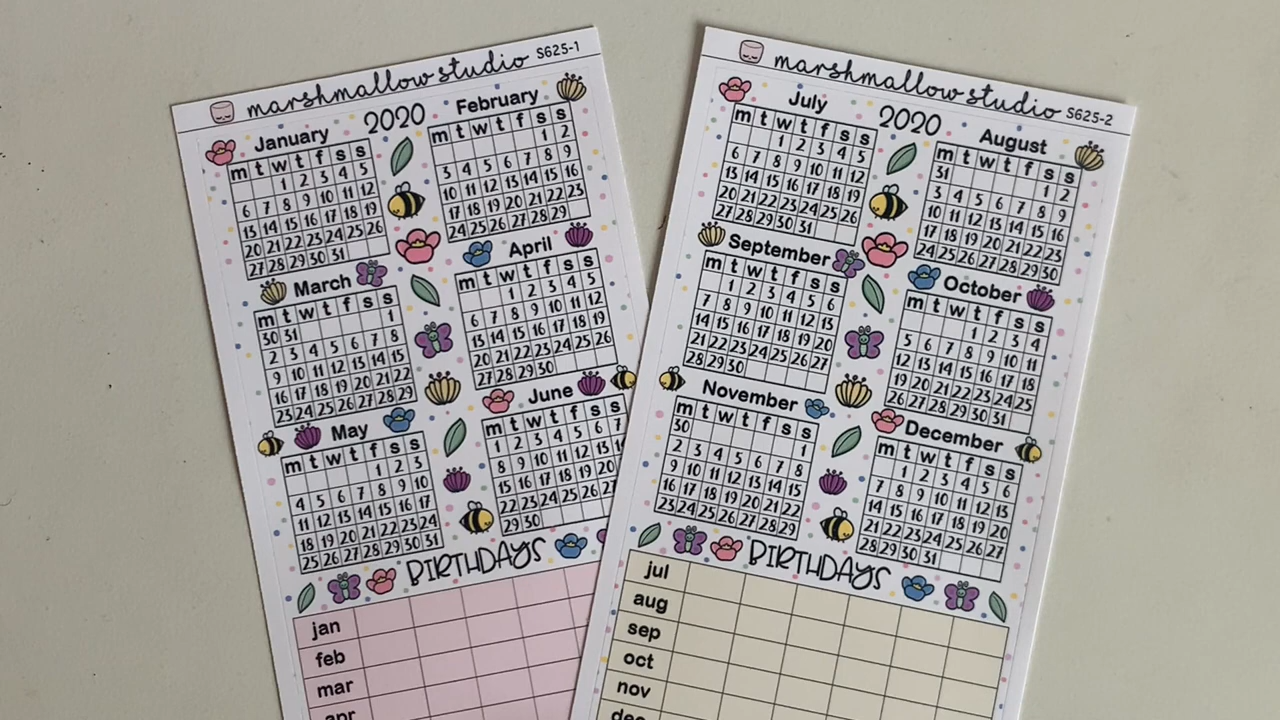 marshmallow studio S625-1
2020
January
m t w t f s s
1 2 3 4 5
6 7 8 9 10 11 12
13 14 15 16 17 18 19
20 21 22 23 24 25 26
27 28 29 30 31
February
m t w t f s s
1 2
3 4 5 6 7 8 9
10 11 12 13 14 15 16
17 18 19 20 21 22 23
24 25 26 27 28 29
March
m t w t f s s
30 31 1
2 3 4 5 6 7 8
9 10 11 12 13 14 15
16 17 18 19 20 21 22
23 24 25 26 27 28 29
April
m t w t f s s
1 2 3 4 5
6 7 8 9 10 11 12
13 14 15 16 17 18 19
20 21 22 23 24 25 26
27 28 29 30
May
m t w t f s s
1 2 3
4 5 6 7 8 9 10
11 12 13 14 15 16 17
18 19 20 21 22 23 24
25 26 27 28 29 30 31
June
m t w t f s s
1 2 3 4 5 6 7
8 9 10 11 12 13
15 16 17 18 19 20
22 23 24 25 26 27
29 30
BIRTHDAYS
jan
feb
mar
apr
marshmallow studio S625-2
2020
July
m t w t f s s
1 2 3 4 5
6 7 8 9 10 11 12
13 14 15 16 17 18 19
20 21 22 23 24 25 26
27 28 29 30 31
August
m t w t f s s
31 1 2
3 4 5 6 7 8 9
10 11 12 13 14 15 16
17 18 19 20 21 22 23
24 25 26 27 28 29 30
September
m t w t f s s
1 2 3 4 5 6
7 8 9 10 11 12 13
14 15 16 17 18 19 20
21 22 23 24 25 26 27
28 29 30
October
m t w t f s s
1 2 3 4
5 6 7 8 9 10 11
12 13 14 15 16 17 18
19 20 21 22 23 24 25
26 27 28 29 30 31
November
m t w t f s s
30 1
2 3 4 5 6 7 8
9 10 11 12 13 14 15
16 17 18 19 20 21 22
23 24 25 26 27 28 29
December
m t w t f s s
1 2 3 4 5 6
7 8 9 10 11 12 13
14 15 16 17 18 19 20
21 22 23 24 25 26 27
28 29 30 31
BIRTHDAYS
jul
aug
sep
oct
nov
dec